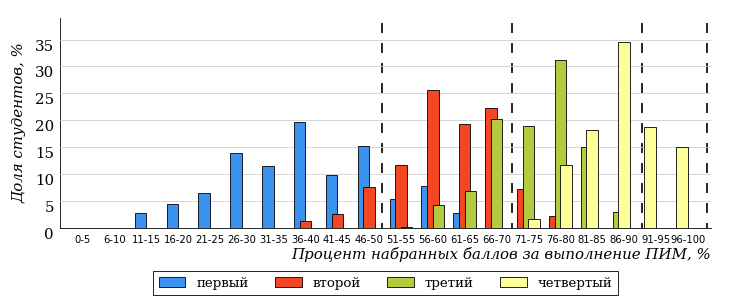 Доля студентов, %
35
30
25
20
15
10
5
0
0-5 6-10 11-15 16-20 21-25 26-30 31-35 36-40 41-45 46-50 51-55 56-60 61-65 66-70 71-75 76-80 81-85 86-90 91-95 96-100
Процент набранных баллов за выполнение ПИМ, %
первый второй третий четвертый